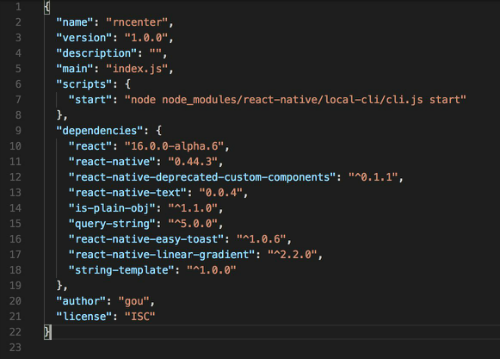 1 {
2 "name": "rncenter",
3 "version": "1.0.0",
4 "description": "",
5 "main": "index.js",
6 "scripts": {
7 "start": "node node_modules/react-native/local-cli/cli.js start"
8 },
9 "dependencies": {
10 "react": "16.0.0-alpha.6",
11 "react-native": "0.44.3",
12 "react-native-deprecated-custom-components": "^0.1.1",
13 "react-native-text": "0.0.4",
14 "is-plain-obj": "^1.1.0",
15 "query-string": "^5.0.0",
16 "react-native-easy-toast": "^1.0.6",
17 "react-native-linear-gradient": "^2.2.0",
18 "string-template": "^1.0.0"
19 },
20 "author": "gou",
21 "license": "ISC"
22 }
23